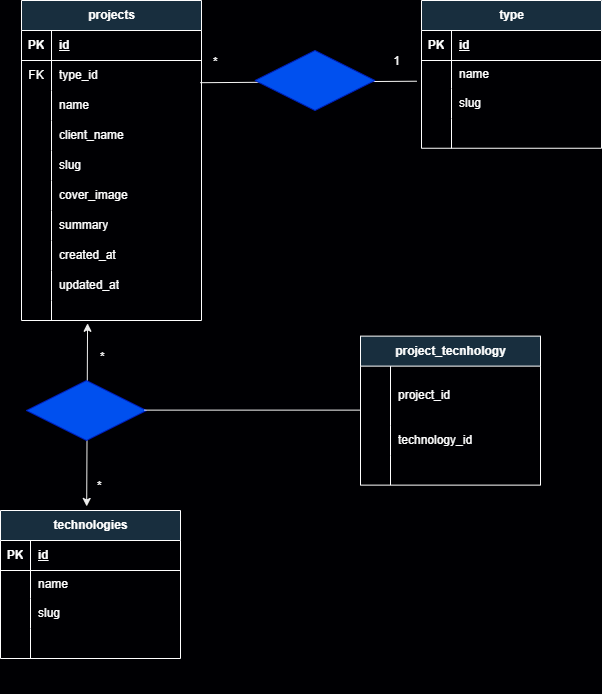 projects
PK id
FK type_id
name
client_name
slug
cover_image
summary
created_at
updated_at
*
1
type
PK id
name
slug
*
project_tecnhology
project_id
technology_id
*
technologies
PK id
name
slug